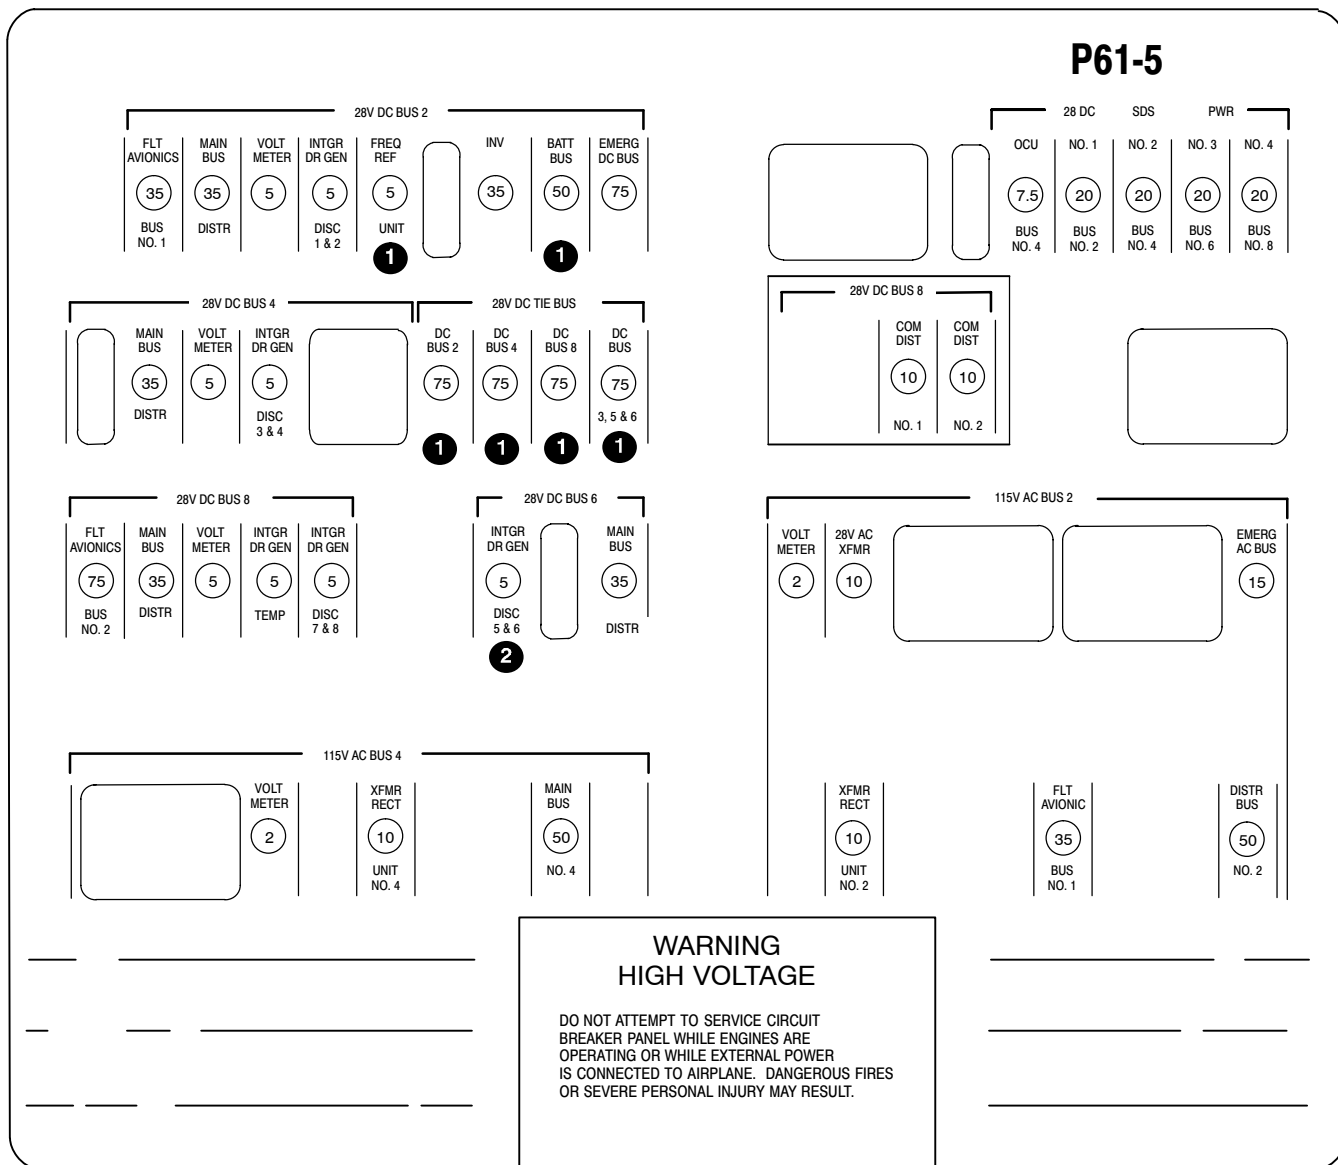 P61-5
28V DC BUS 2
FLT AVIONICS 35 BUS NO. 1
MAIN BUS 35 DISTR
VOLT METER 5
INTGR DR GEN 5 DISC 1 & 2
FREQ REF 5 UNIT 1
INV 35
BATT BUS 50 1
EMERG DC BUS 75
28 DC SDS PWR
OCU 7.5 BUS NO. 4
NO. 1 20 BUS NO. 2
NO. 2 20 BUS NO. 4
NO. 3 20 BUS NO. 6
NO. 4 20 BUS NO. 8
28V DC BUS 4
MAIN BUS 35 DISTR
VOLT METER 5
INTGR DR GEN 5 DISC 3 & 4
28V DC TIE BUS
DC BUS 2 75 1
DC BUS 4 75 1
DC BUS 8 75 1
DC BUS 75 3, 5 & 6 1
28V DC BUS 8
COM DIST 10 NO. 1
COM DIST 10 NO. 2
28V DC BUS 8
FLT AVIONICS 75 BUS NO. 2
MAIN BUS 35 DISTR
VOLT METER 5
INTGR DR GEN 5 TEMP
INTGR DR GEN 5 DISC 7 & 8
28V DC BUS 6
INTGR DR GEN 5 DISC 5 & 6 2
MAIN BUS 35 DISTR
115V AC BUS 2
VOLT METER 2
28V AC XFMR 10
EMERG AC BUS 15
XFMR RECT 10 UNIT NO. 2
FLT AVIONIC 35 BUS NO. 1
DISTR BUS 50 NO. 2
115V AC BUS 4
VOLT METER 2
XFMR RECT 10 UNIT NO. 4
MAIN BUS 50 NO. 4
WARNING
HIGH VOLTAGE
DO NOT ATTEMPT TO SERVICE CIRCUIT
BREAKER PANEL WHILE ENGINES ARE
OPERATING OR WHILE EXTERNAL POWER
IS CONNECTED TO AIRPLANE. DANGEROUS FIRES
OR SEVERE PERSONAL INJURY MAY RESULT.